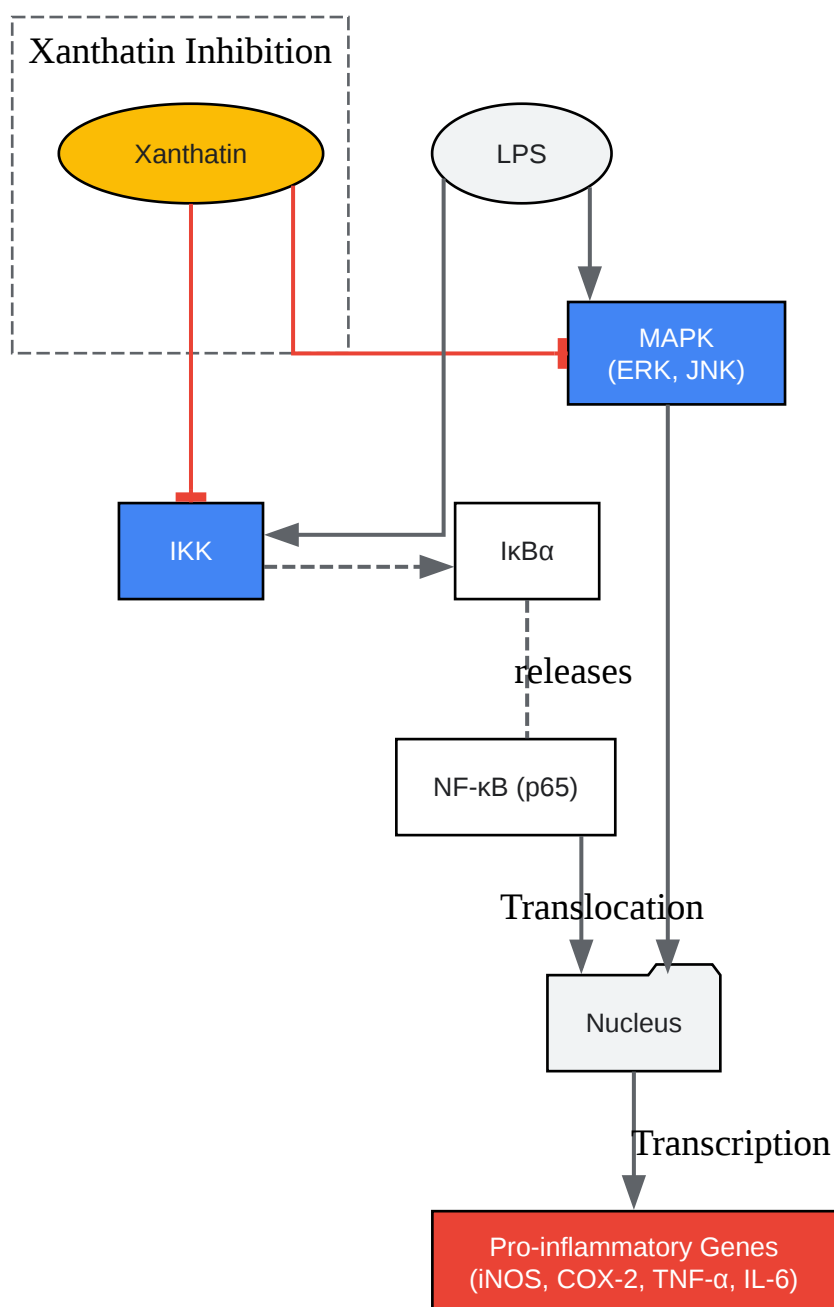 Xanthatin Inhibition
Xanthatin
LPS
MAPK
(ERK, JNK)
IKK
IκBα
releases
NF-κB (p65)
Translocation
Nucleus
Transcription
Pro-inflammatory Genes
(iNOS, COX-2, TNF-α, IL-6)